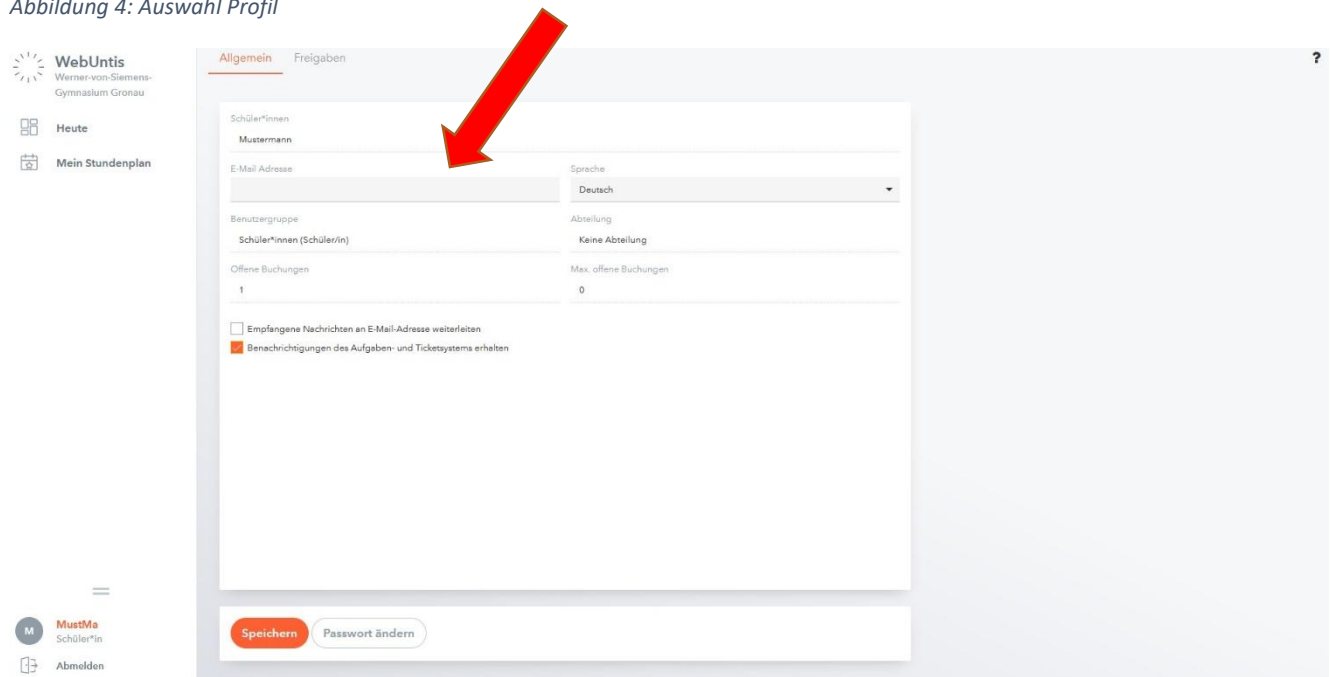 Abbildung 4: Auswahl Profil
WebUntis
Werner-von-Siemens-
Gymnasium Gronau
Heute
Mein Stundenplan
Allgemein Freigaben
?
Schüler*innen
Mustermann
E-Mail Adresse Sprache
Deutsch
Benutzergruppe Abteilung
Schüler*innen (Schüler/in) Keine Abteilung
Offene Buchungen Max. offene Buchungen
1 0
Empfangene Nachrichten an E-Mail-Adresse weiterleiten
Benachrichtigungen des Aufgaben- und Ticketsystems erhalten
Speichern Passwort ändern
M
MustMa
Schüler*in
Abmelden